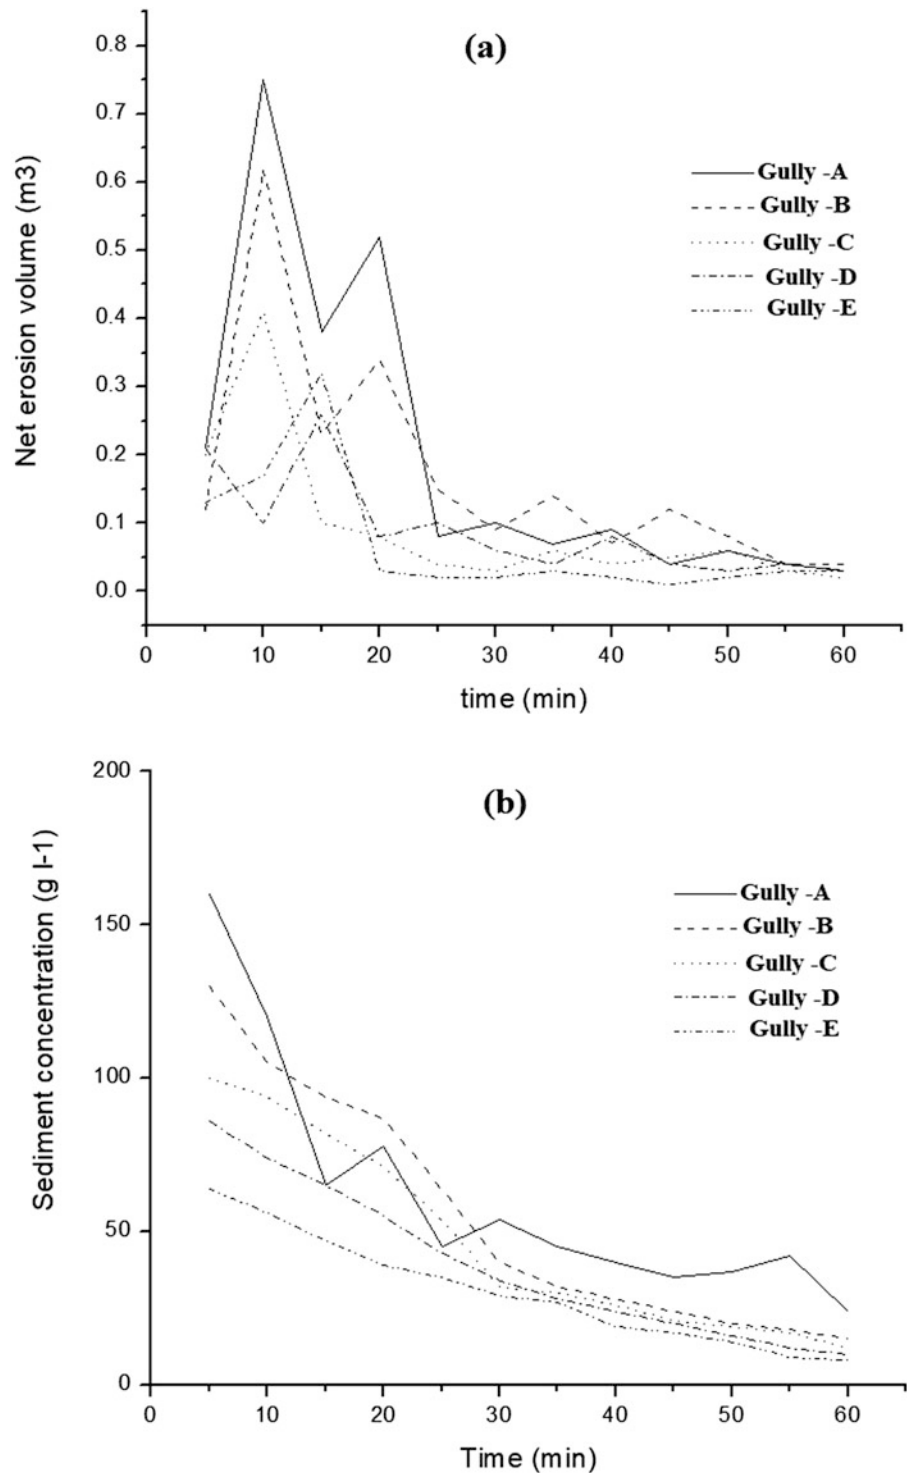 (a)
0.8
0.7
0.6
0.5
0.4
0.3
0.2
0.1
0.0
Net erosion volume (m3)
Gully -A
Gully -B
Gully -C
Gully -D
Gully -E
0 10 20 30 40 50 60
time (min)
(b)
200
150
100
50
0
Sediment concentration (g l-1)
Gully -A
Gully -B
Gully -C
Gully -D
Gully -E
0 10 20 30 40 50 60
Time (min)